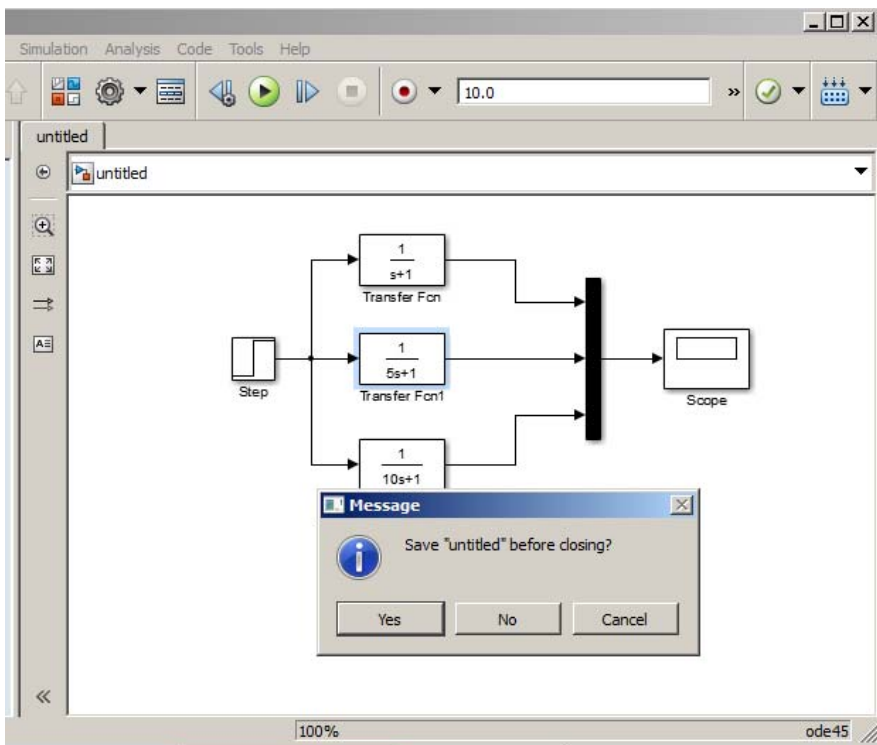 Simulation Analysis Code Tools Help
10.0
»
untitled
untitled
1
s+1
Transfer Fcn
1
5s+1
Transfer Fcn1
Step
Scope
1
10s+1
Message
Save "untitled" before closing?
Yes No Cancel
100% ode45